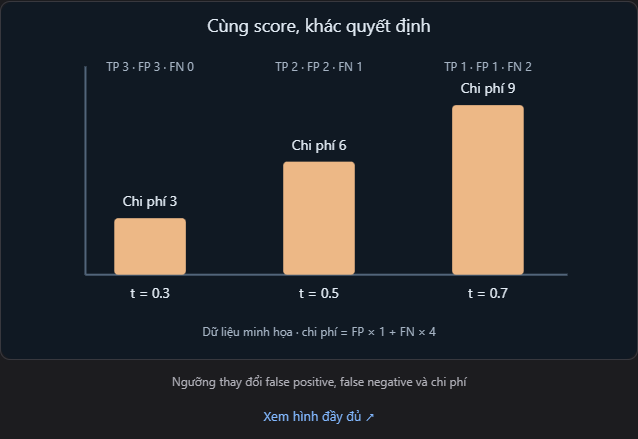 Cùng score, khác quyết định
TP 3 · FP 3 · FN 0
TP 2 · FP 2 · FN 1
TP 1 · FP 1 · FN 2
Chi phí 3
Chi phí 6
Chi phí 9
t = 0.3
t = 0.5
t = 0.7
Dữ liệu minh họa · chi phí = FP × 1 + FN × 4
Ngưỡng thay đổi false positive, false negative và chi phí
Xem hình đầy đủ ↗